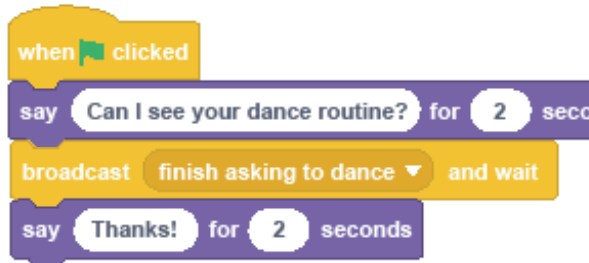 when clicked
say Can I see your dance routine? for 2 seco
broadcast finish asking to dance and wait
say Thanks! for 2 seconds